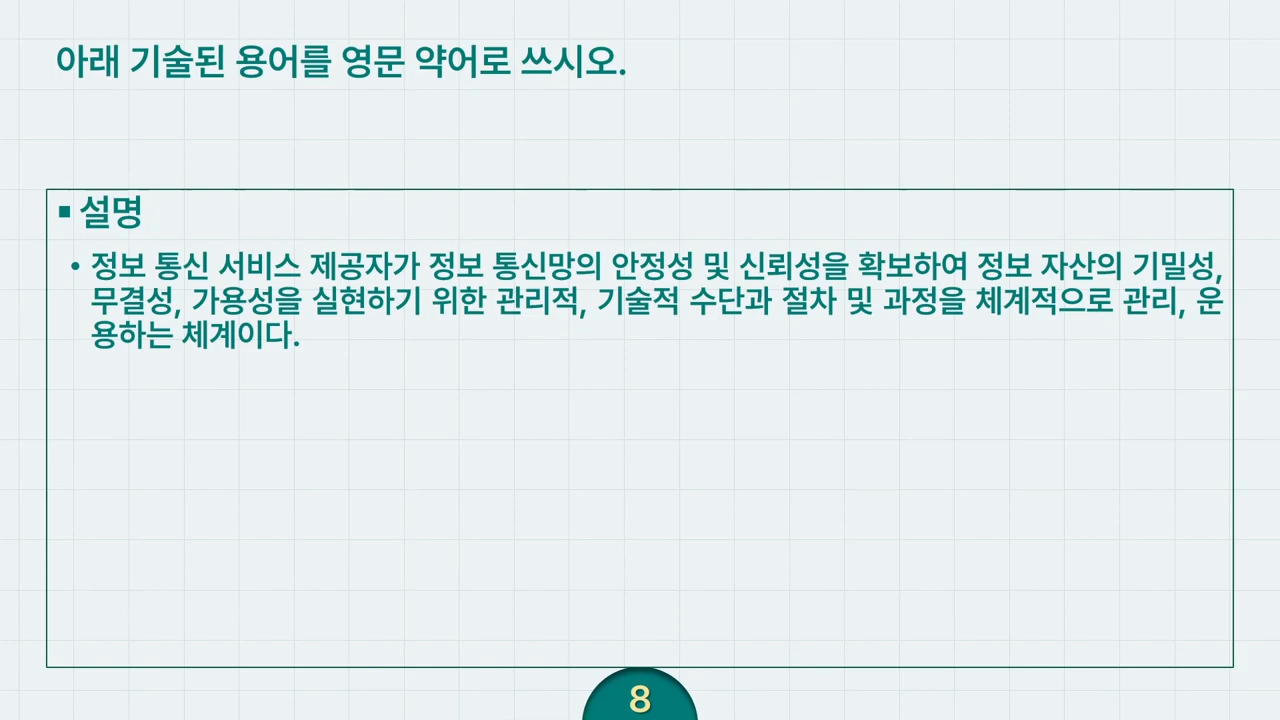 아래 기술된 용어를 영문 약어로 쓰시오.
▪ 설명
• 정보 통신 서비스 제공자가 정보 통신망의 안정성 및 신뢰성을 확보하여 정보 자산의 기밀성,
무결성, 가용성을 실현하기 위한 관리적, 기술적 수단과 절차 및 과정을 체계적으로 관리, 운
용하는 체계이다.
8